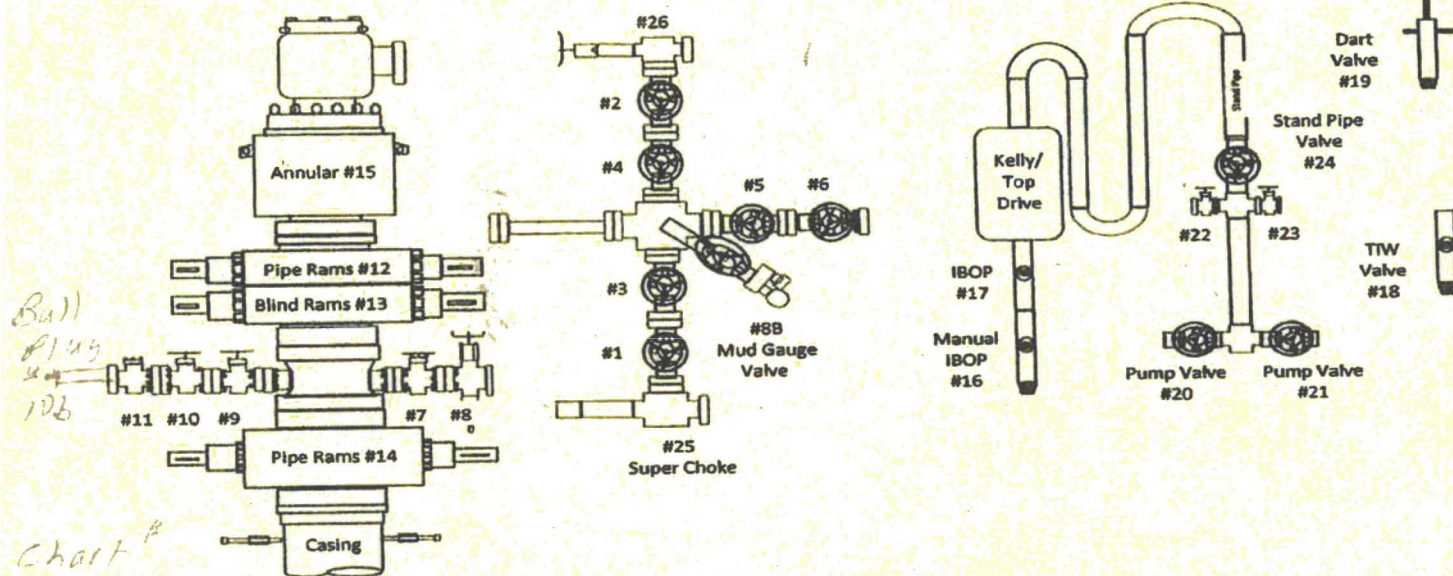 #26
#2
#4
#5 #6
#3
#1
#8B
Mud Gauge
Valve
#25
Super Choke
Annular #15
Pipe Rams #12
Blind Rams #13
#11 #10 #9 #7 #8
Pipe Rams #14
Casing
Bull
Plug
Chart #
Kelly/
Top
Drive
IBOP
#17
Manual
IBOP
#16
Stand Pipe
Stand Pipe
Valve
#24
#22 #23
Pump Valve
#20
Pump Valve
#21
Dart
Valve
#19
TIW
Valve
#18